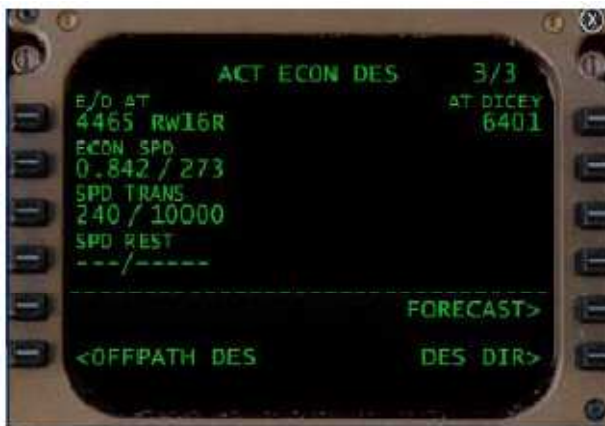 ACT ECON DES 3/3
E/D AT AT DICEY
4465 RW16R 6401
ECON SPD
0.842/273
SPD TRANS
240/10000
SPD REST
---/-----
FORECAST>
<OFFPATH DES DES DIR>